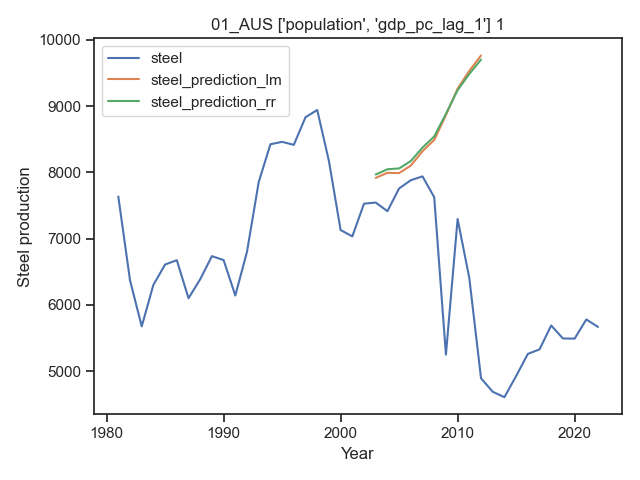 01_AUS ['population', 'gdp_pc_lag_1'] 1
steel
steel_prediction_lm
steel_prediction_rr
Steel production
10000
9000
8000
7000
6000
5000
1980
1990
2000
2010
2020
Year